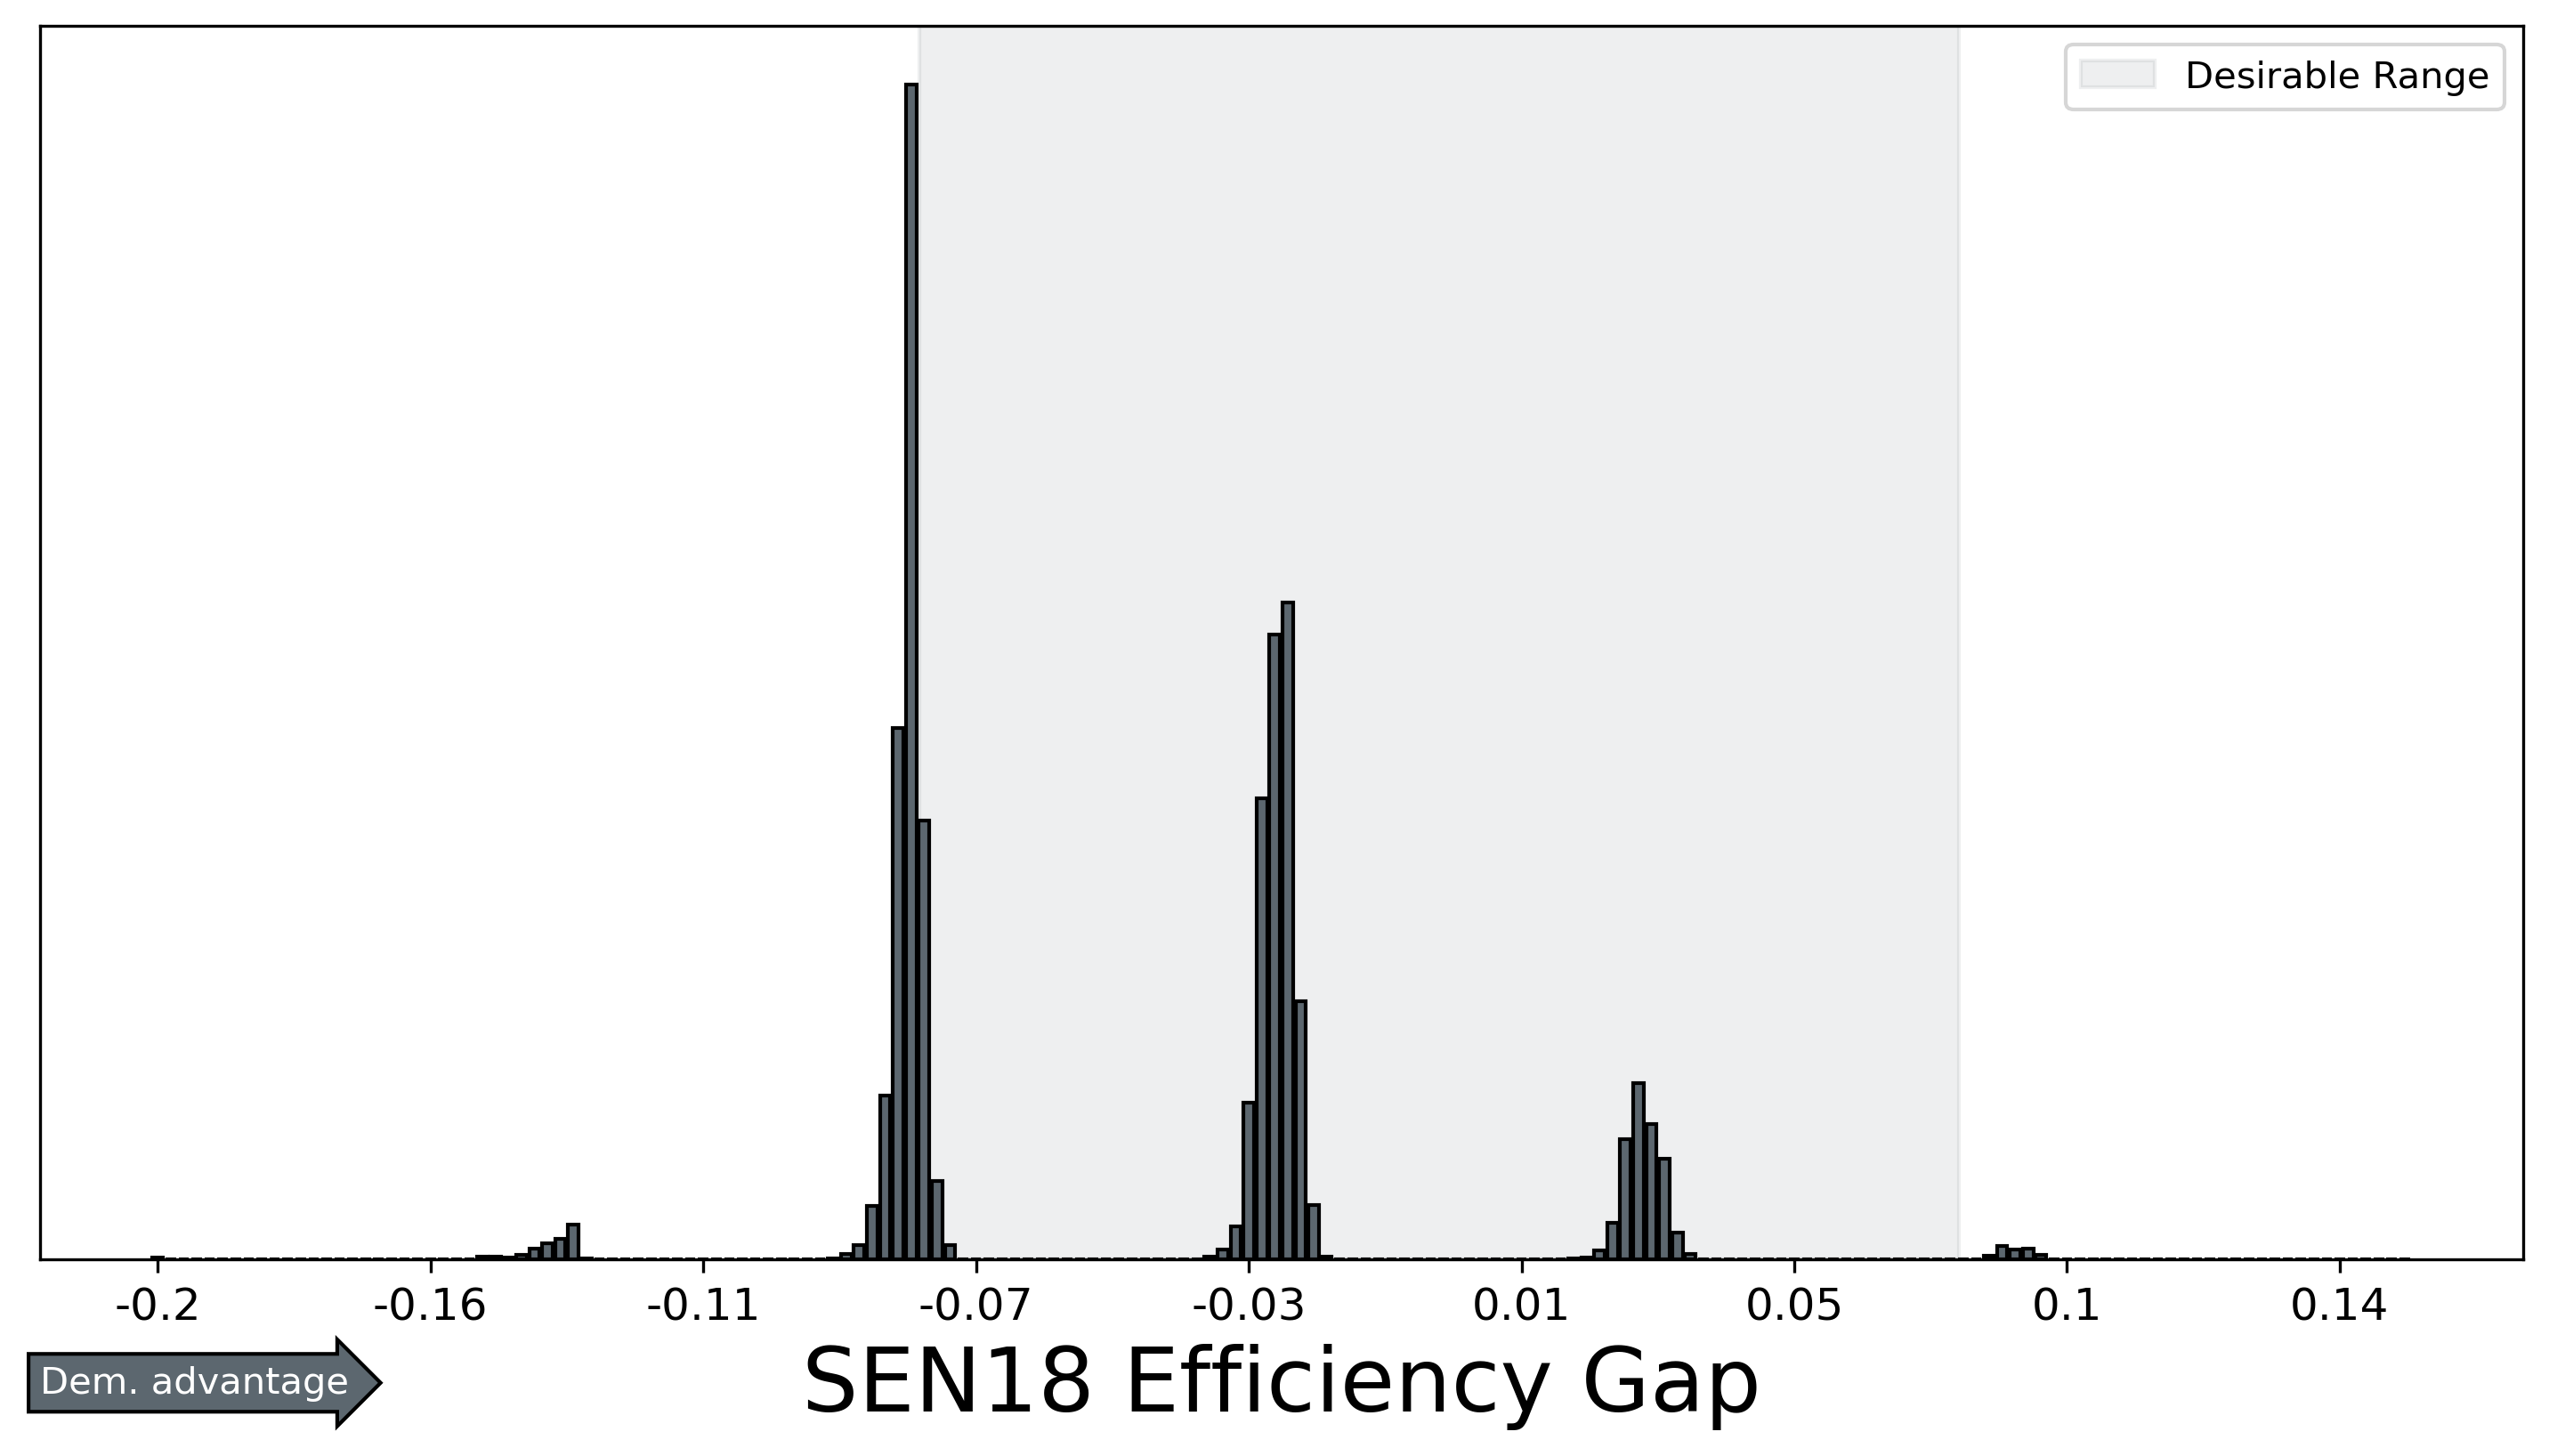 Desirable Range
-0.2 -0.16 -0.11 -0.07 -0.03 0.01 0.05 0.1 0.14
Dem. advantage
SEN18 Efficiency Gap